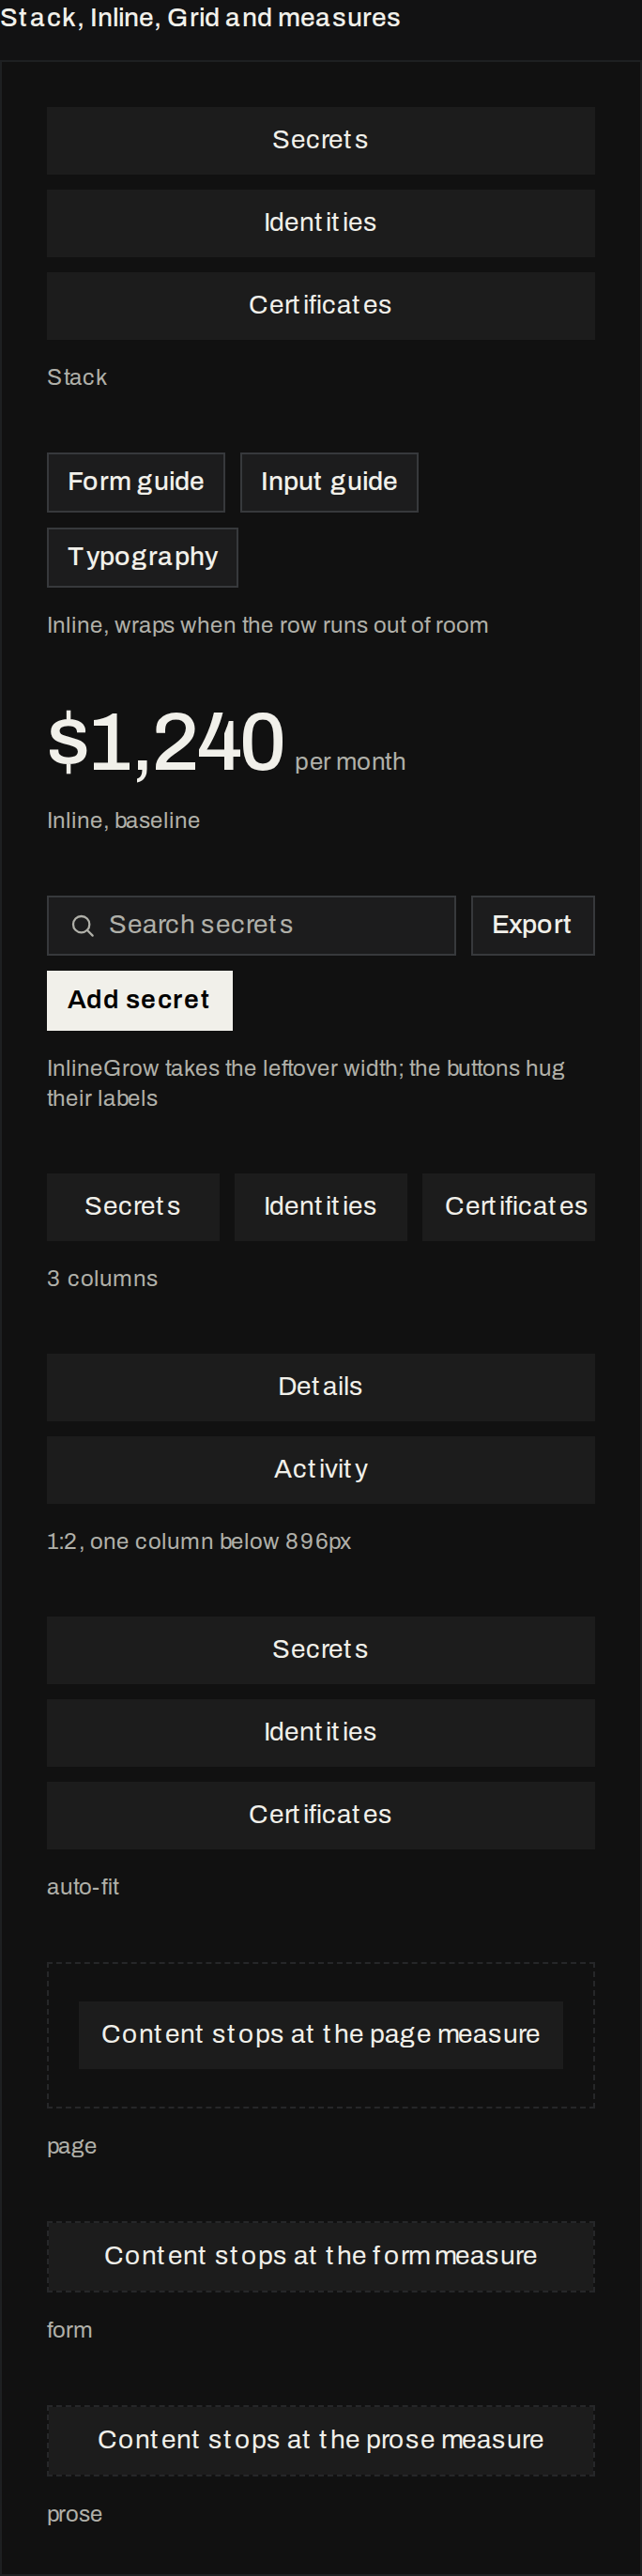 Stack, Inline, Grid and measures
Secrets
Identities
Certificates
Stack
Form guide Input guide
Typography
Inline, wraps when the row runs out of room
$1,240 per month
Inline, baseline
Search secrets Export
Add secret
InlineGrow takes the leftover width; the buttons hug
their labels
Secrets Identities Certificates
3 columns
Details
Activity
1:2, one column below 896px
Secrets
Identities
Certificates
auto-fit
Content stops at the page measure
page
Content stops at the form measure
form
Content stops at the prose measure
prose